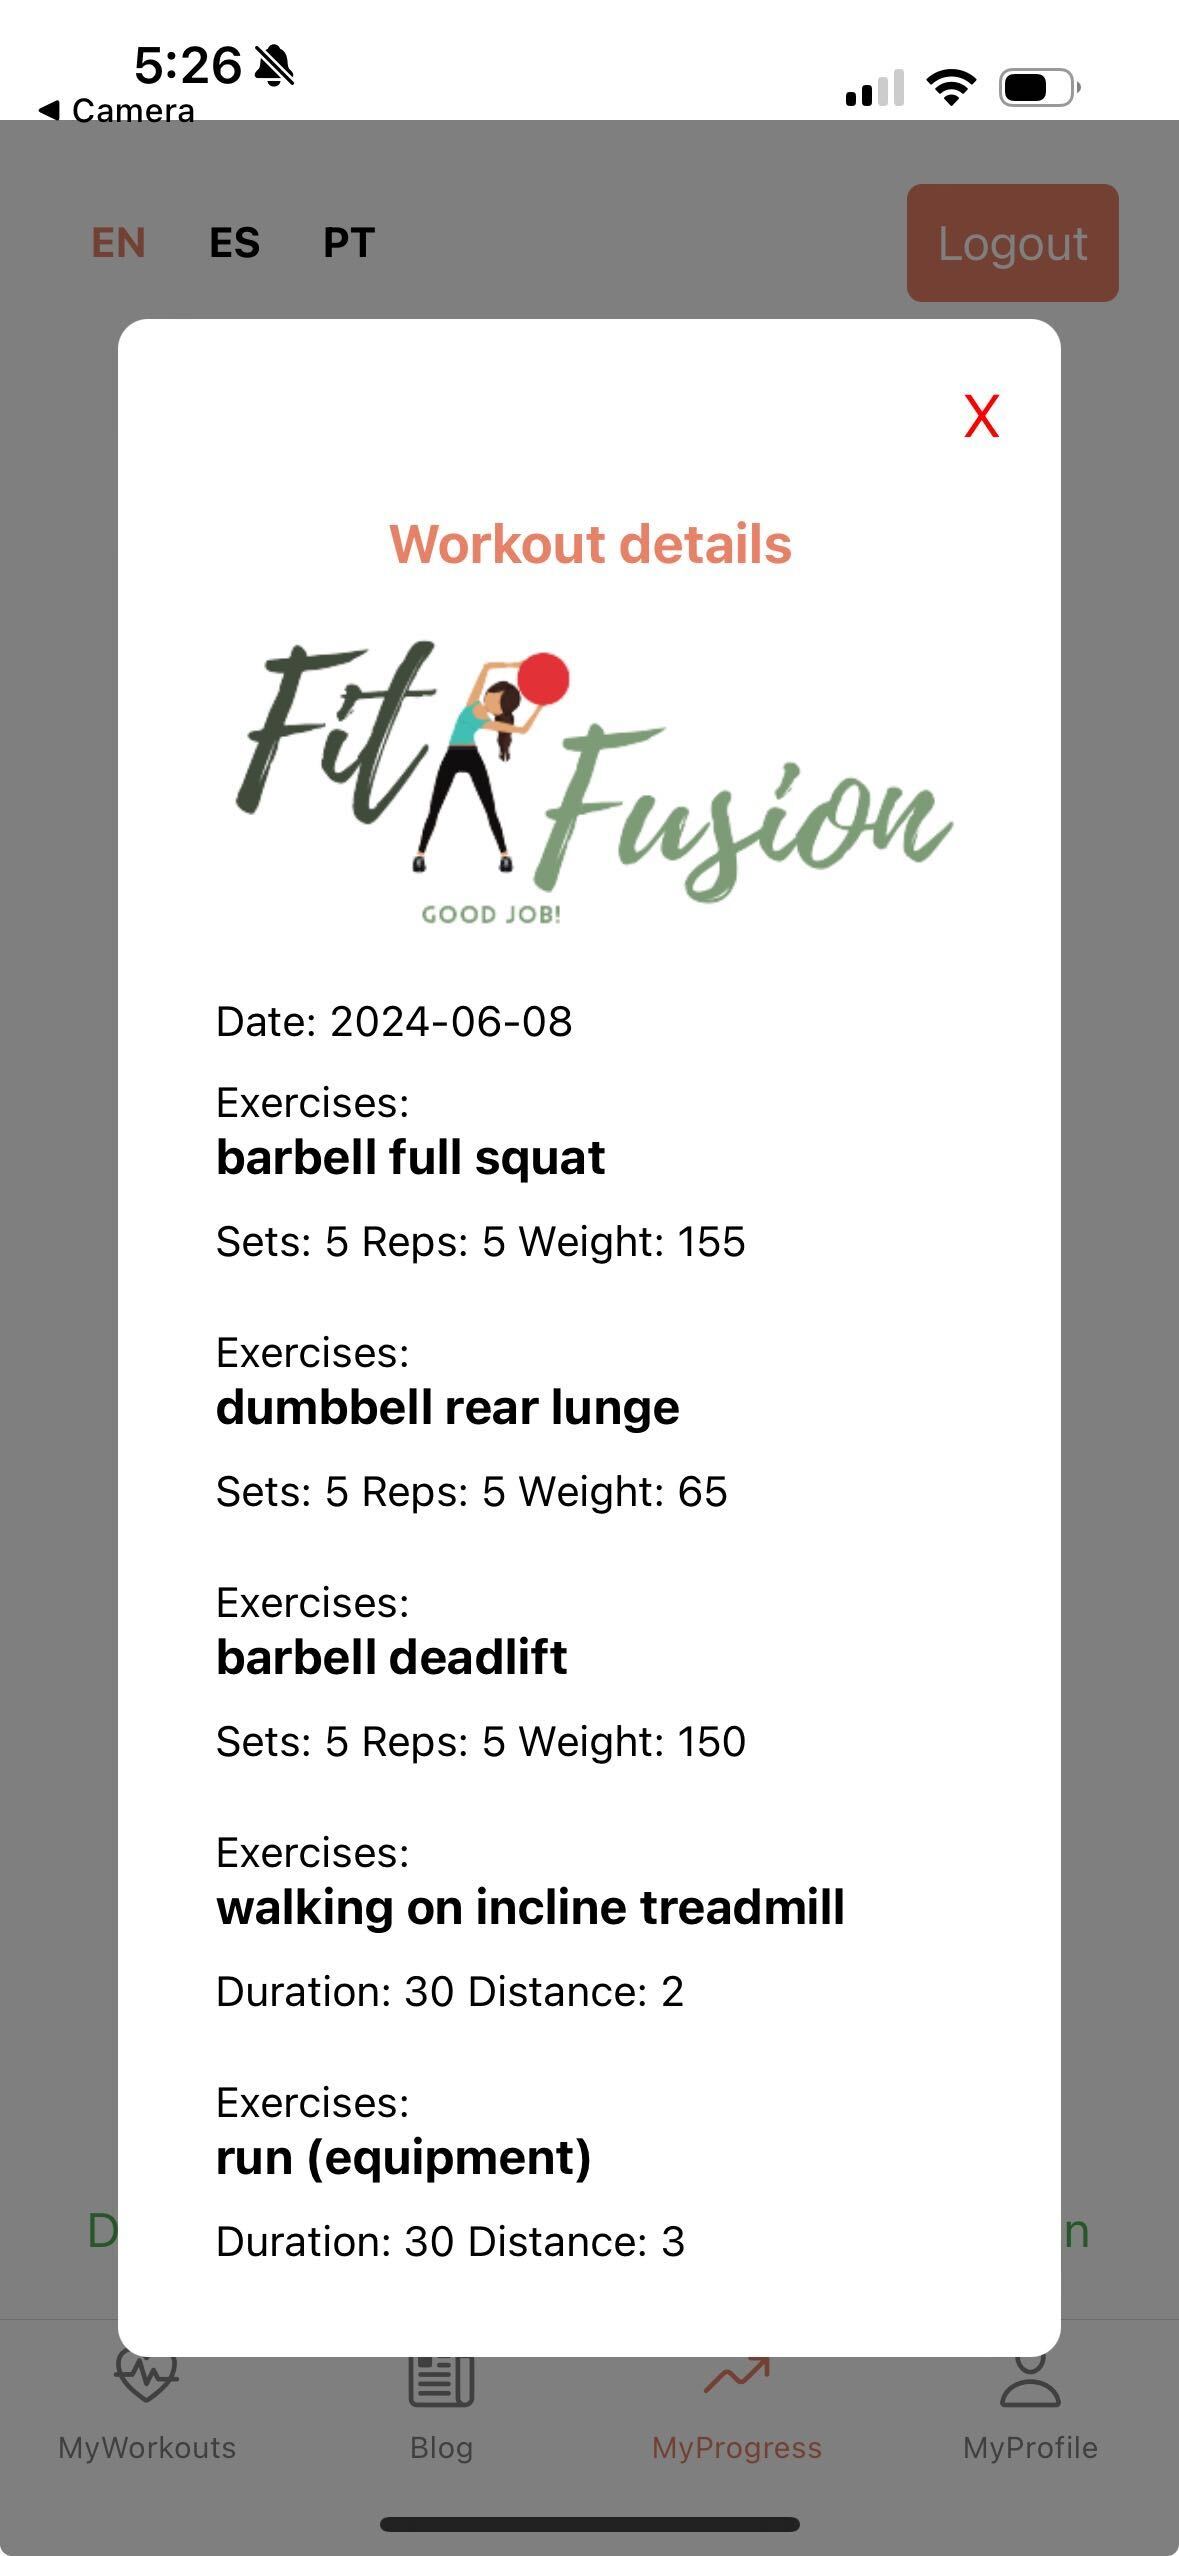 5:26
◀ Camera
EN ES PT Logout
X
Workout details
Fit Fusion
GOOD JOB!
Date: 2024-06-08
Exercises:
barbell full squat
Sets: 5 Reps: 5 Weight: 155
Exercises:
dumbbell rear lunge
Sets: 5 Reps: 5 Weight: 65
Exercises:
barbell deadlift
Sets: 5 Reps: 5 Weight: 150
Exercises:
walking on incline treadmill
Duration: 30 Distance: 2
Exercises:
run (equipment)
Duration: 30 Distance: 3
MyWorkouts Blog MyProgress MyProfile